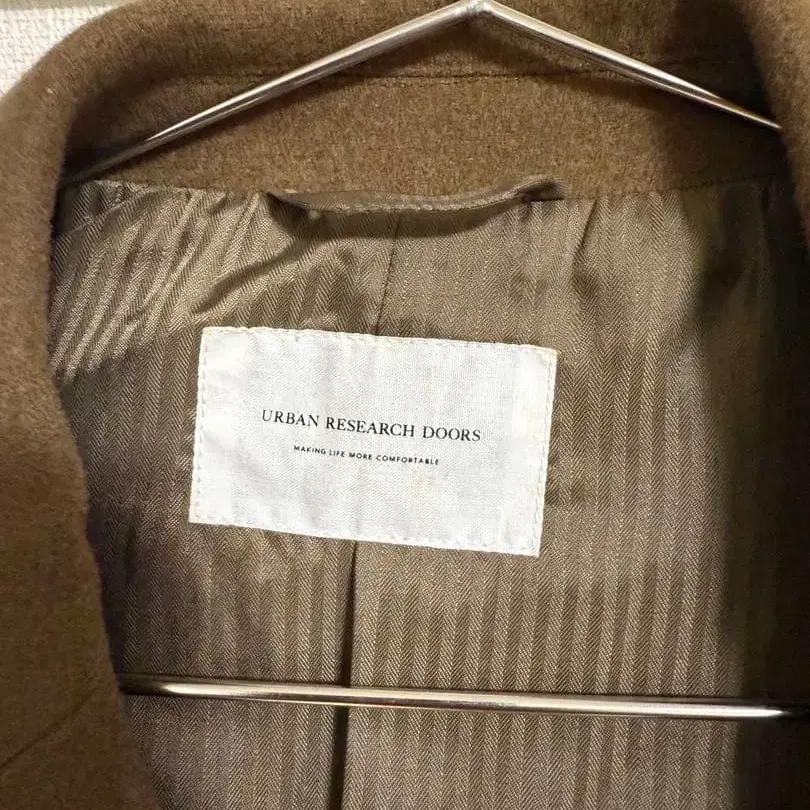 URBAN RESEARCH DOORS
MAKING LIFE MORE COMFORTABLE